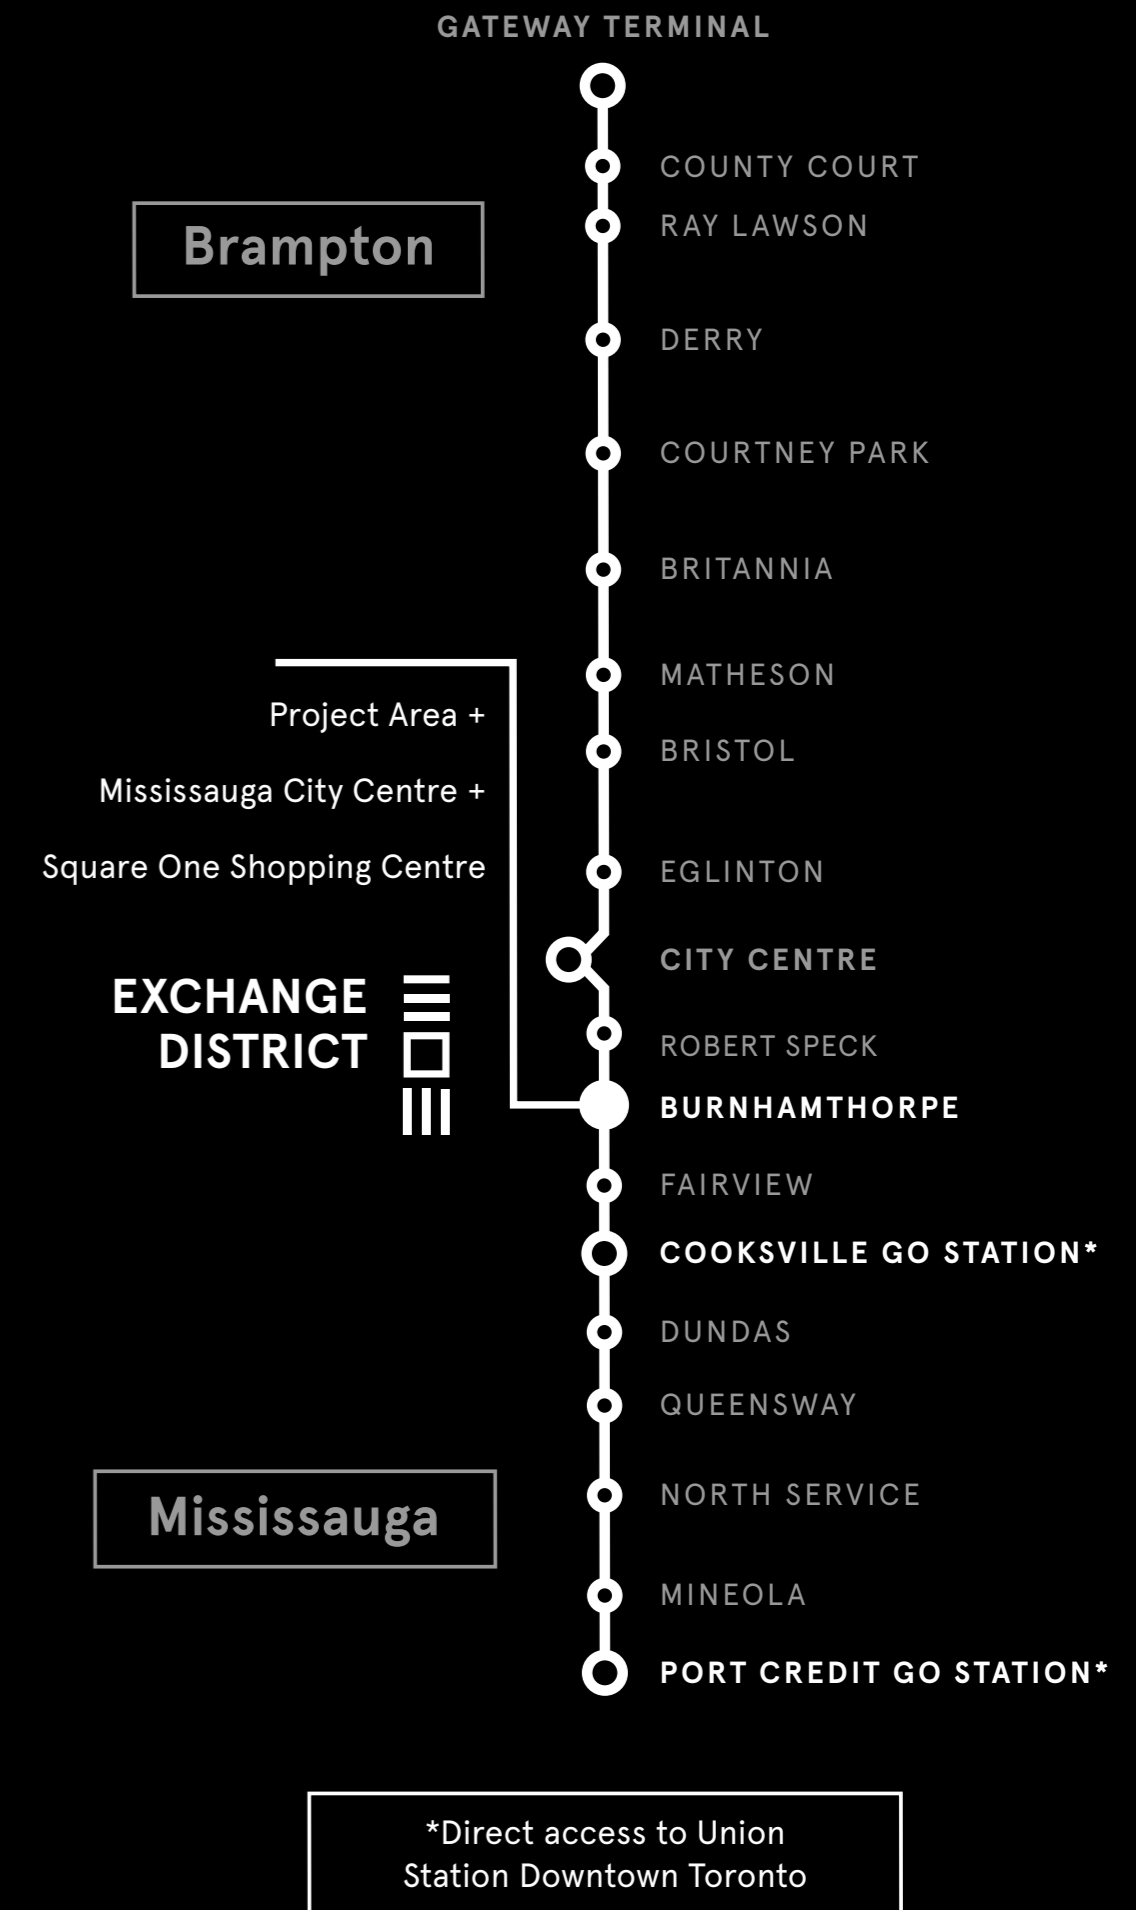 GATEWAY TERMINAL
COUNTY COURT
Brampton
RAY LAWSON
DERRY
COURTNEY PARK
BRITANNIA
MATHESON
Project Area +
BRISTOL
Mississauga City Centre +
Square One Shopping Centre
EGLINTON
CITY CENTRE
EXCHANGE
DISTRICT
ROBERT SPECK
BURNHAMTHORPE
FAIRVIEW
COOKSVILLE GO STATION*
DUNDAS
QUEENSWAY
NORTH SERVICE
Mississauga
MINEOLA
PORT CREDIT GO STATION*
*Direct access to Union
Station Downtown Toronto